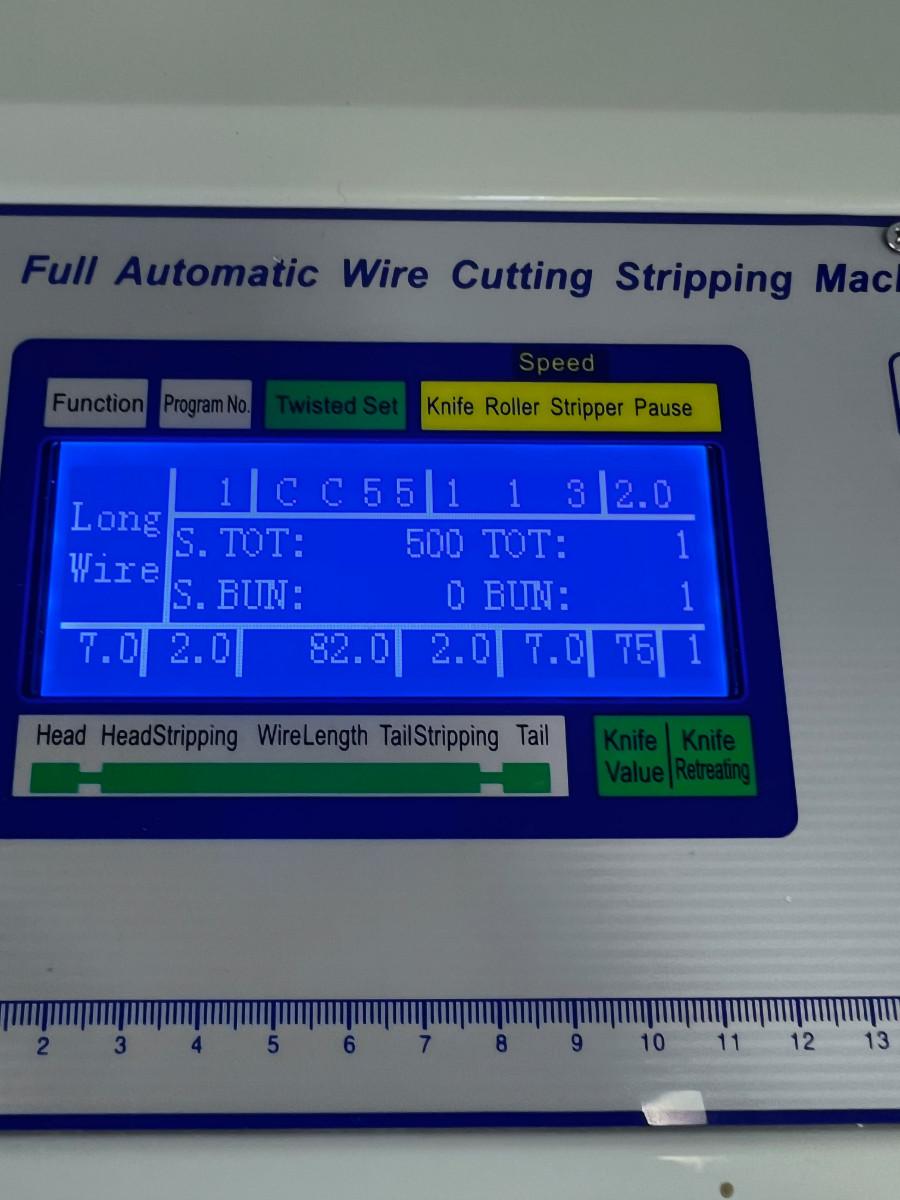 Full Automatic Wire Cutting Stripping Mac
Speed
Function Program No. Twisted Set Knife Roller Stripper Pause
1 C C 5 5 1 1 3 2.0
Long Wire
S.TOT: 500 TOT: 1
S.BUN: 0 BUN: 1
7.0 2.0 82.0 2.0 7.0 75 1
Head HeadStripping WireLength TailStripping Tail
Knife Value Knife Retreating
2 3 4 5 6 7 8 9 10 11 12 13